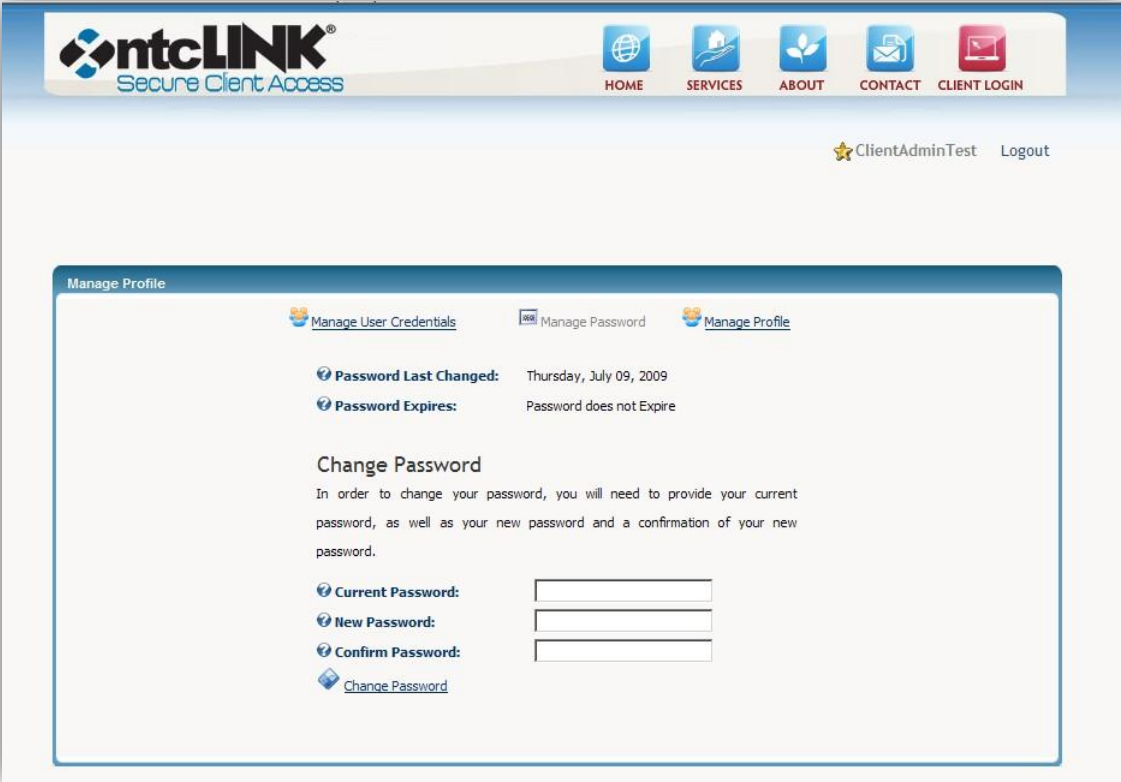 ntcLINK®
Secure Client Access
HOME SERVICES ABOUT CONTACT CLIENT LOGIN
ClientAdminTest Logout
Manage Profile
Manage User Credentials Manage Password Manage Profile
Password Last Changed: Thursday, July 09, 2009
Password Expires: Password does not Expire
Change Password
In order to change your password, you will need to provide your current
password, as well as your new password and a confirmation of your new
password.
Current Password:
New Password:
Confirm Password:
Change Password